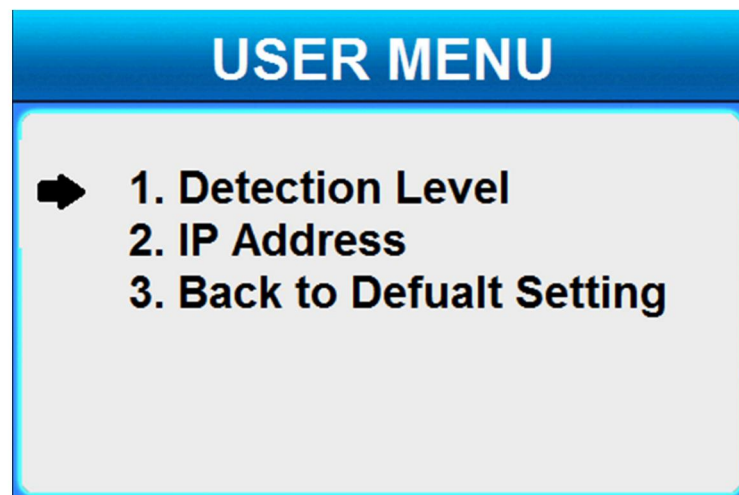 USER MENU
1. Detection Level
2. IP Address
3. Back to Defualt Setting